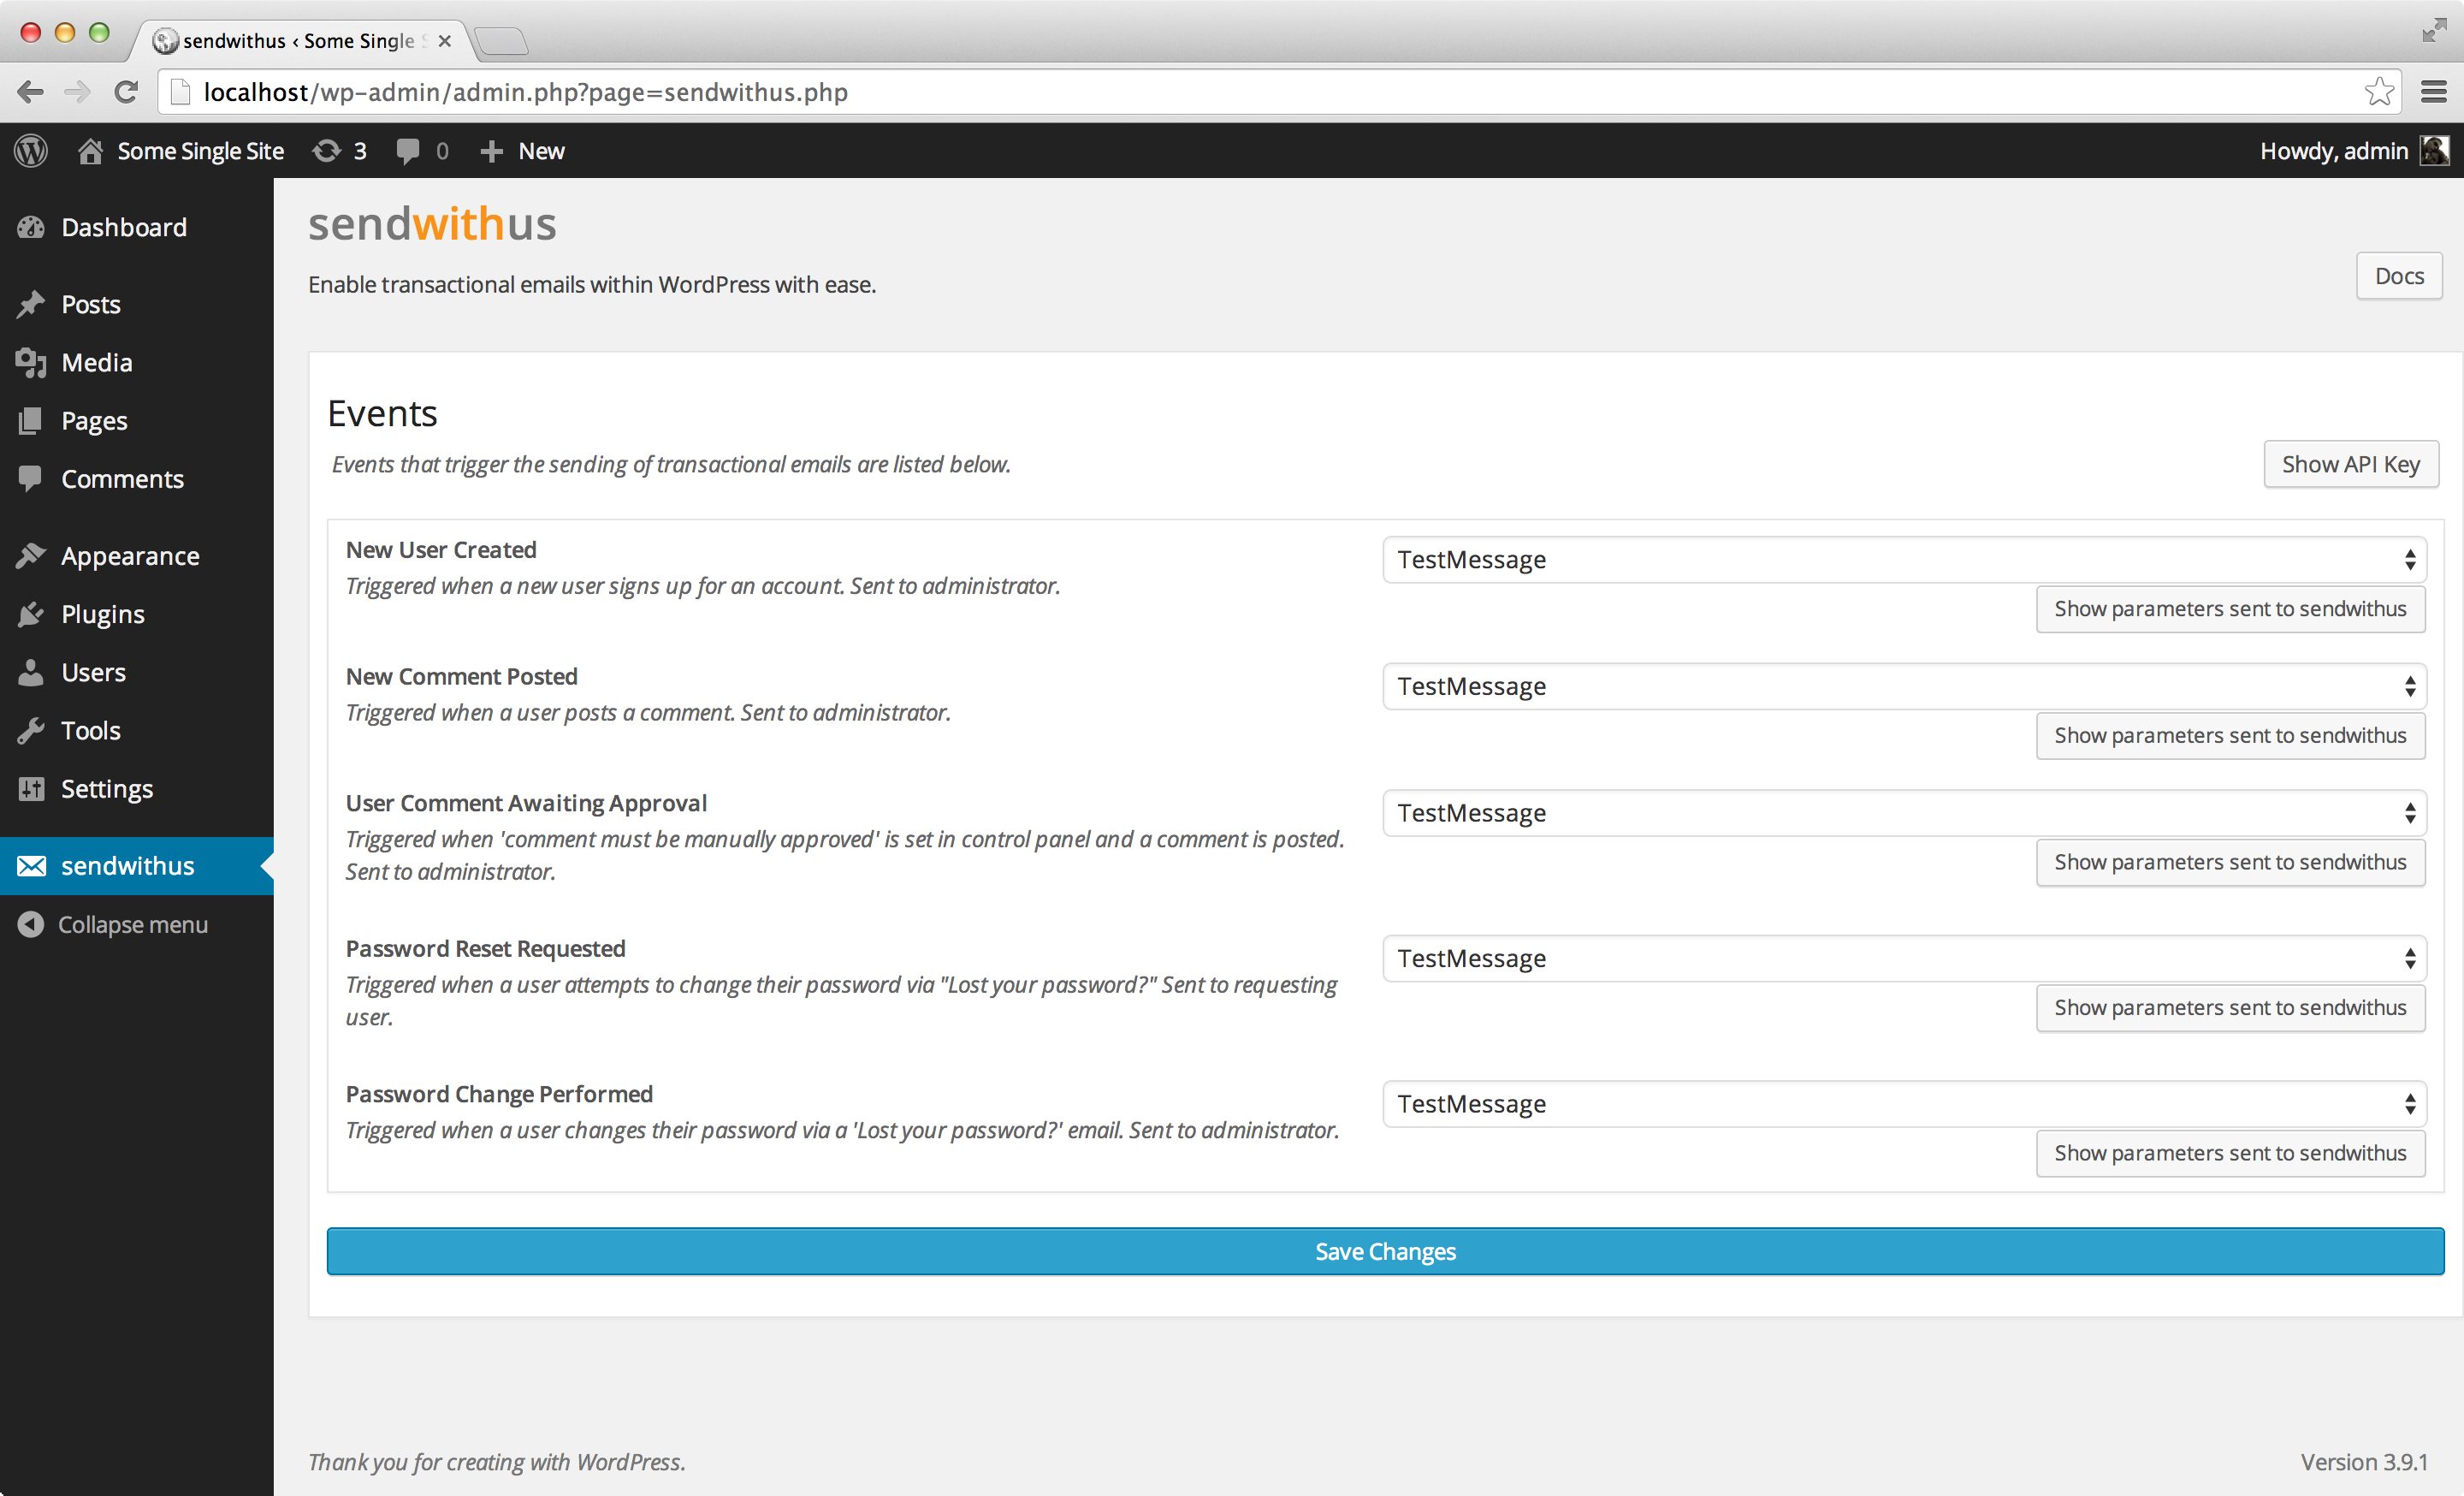 sendwithus ‹ Some Single
localhost/wp-admin/admin.php?page=sendwithus.php
Some Single Site 3 0 New Howdy, admin
Dashboard
Posts
Media
Pages
Comments
Appearance
Plugins
Users
Tools
Settings
sendwithus
Collapse menu
sendwithus
Enable transactional emails within WordPress with ease.
Docs
Events
Events that trigger the sending of transactional emails are listed below.
Show API Key
New User Created
Triggered when a new user signs up for an account. Sent to administrator.
TestMessage
Show parameters sent to sendwithus
New Comment Posted
Triggered when a user posts a comment. Sent to administrator.
TestMessage
Show parameters sent to sendwithus
User Comment Awaiting Approval
Triggered when 'comment must be manually approved' is set in control panel and a comment is posted.
Sent to administrator.
TestMessage
Show parameters sent to sendwithus
Password Reset Requested
Triggered when a user attempts to change their password via "Lost your password?" Sent to requesting
user.
TestMessage
Show parameters sent to sendwithus
Password Change Performed
Triggered when a user changes their password via a 'Lost your password?' email. Sent to administrator.
TestMessage
Show parameters sent to sendwithus
Save Changes
Thank you for creating with WordPress.
Version 3.9.1